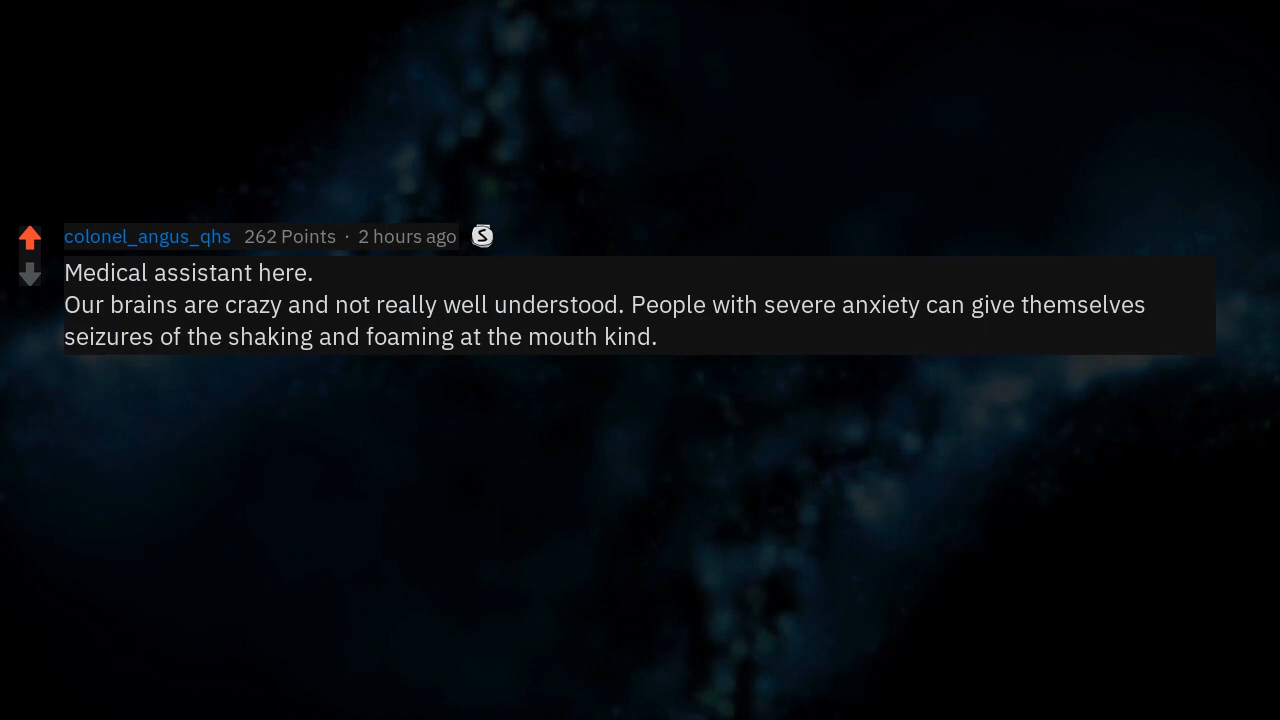 colonel_angus_qhs 262 Points · 2 hours ago S
Medical assistant here.
Our brains are crazy and not really well understood. People with severe anxiety can give themselves
seizures of the shaking and foaming at the mouth kind.